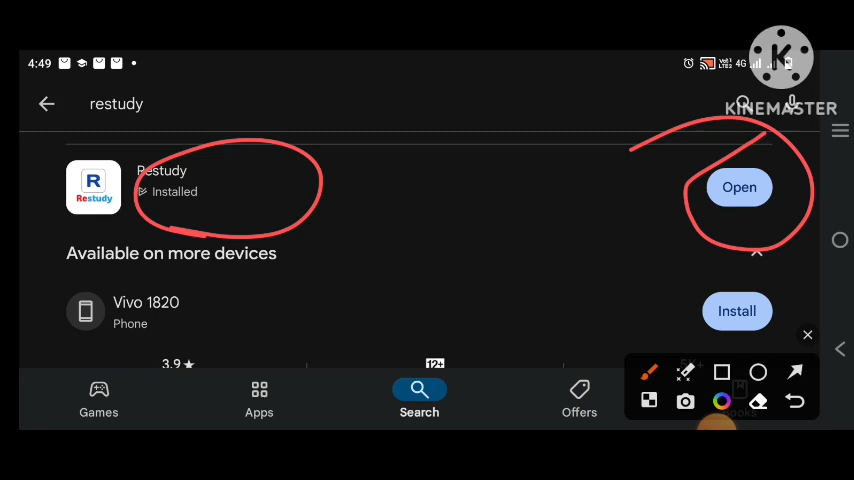 4:49
4G
KINEMASTER
restudy
R
Restudy
Restudy
Installed
Open
Available on more devices
Vivo 1820
Phone
Install
3.9★
12+
Games
Apps
Search
Offers